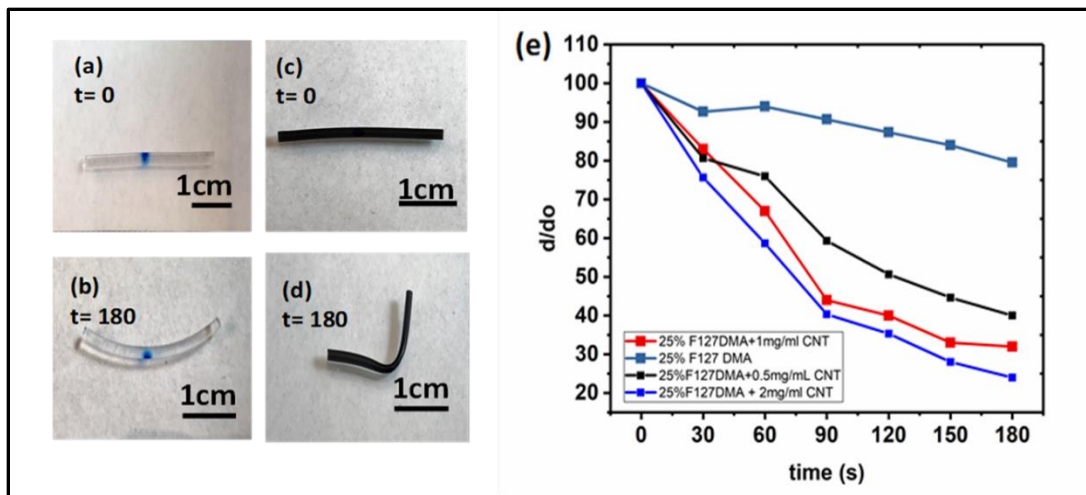 (a)
t= 0
1cm
(c)
t= 0
1cm
(b)
t= 180
1cm
(d)
t= 180
1cm
(e)
110
100
90
80
70
60
50
40
30
20
d/do
25% F127DMA+1mg/ml CNT
25% F127 DMA
25%F127DMA+0.5mg/mL CNT
25%F127DMA + 2mg/ml CNT
0 30 60 90 120 150 180
time (s)